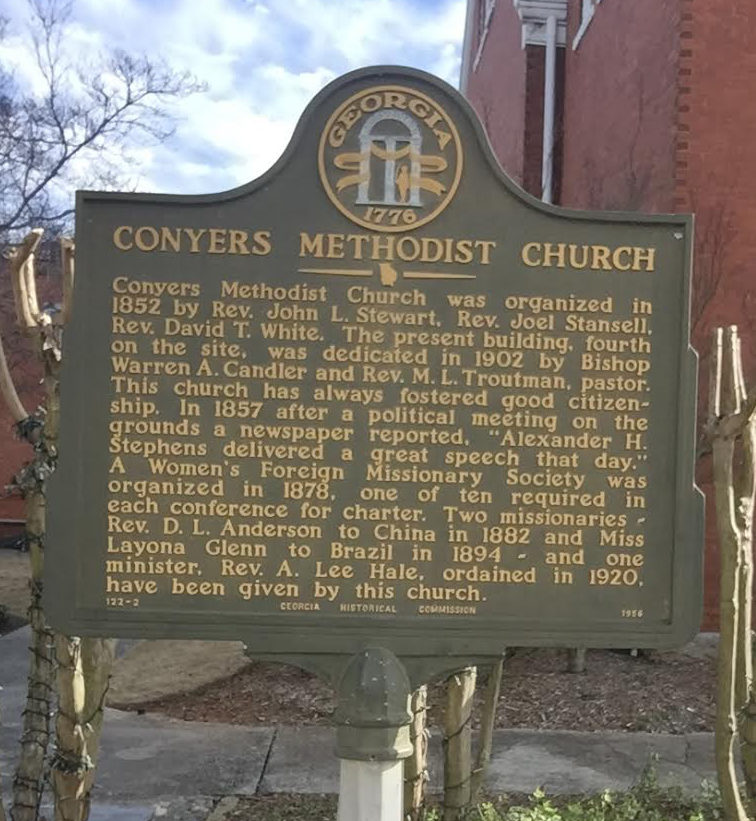 GEORGIA
1776
CONYERS METHODIST CHURCH
Conyers Methodist Church was organized in
1852 by Rev. John L. Stewart, Rev. Joel Stansell,
Rev. David T. White. The present building, fourth
on the site, was dedicated in 1902 by Bishop
Warren A. Candler and Rev. M. L. Troutman, pastor.
This church has always fostered good citizen-
ship. In 1857 after a political meeting on the
grounds a newspaper reported, "Alexander H.
Stephens delivered a great speech that day."
A Women's Foreign Missionary Society was
organized in 1878, one of ten required in
each conference for charter. Two missionaries -
Rev. D. L. Anderson to China in 1882 and Miss
Layona Glenn to Brazil in 1894 - and one
minister, Rev. A. Lee Hale, ordained in 1920,
have been given by this church.
122-2 GEORGIA HISTORICAL COMMISSION 1956